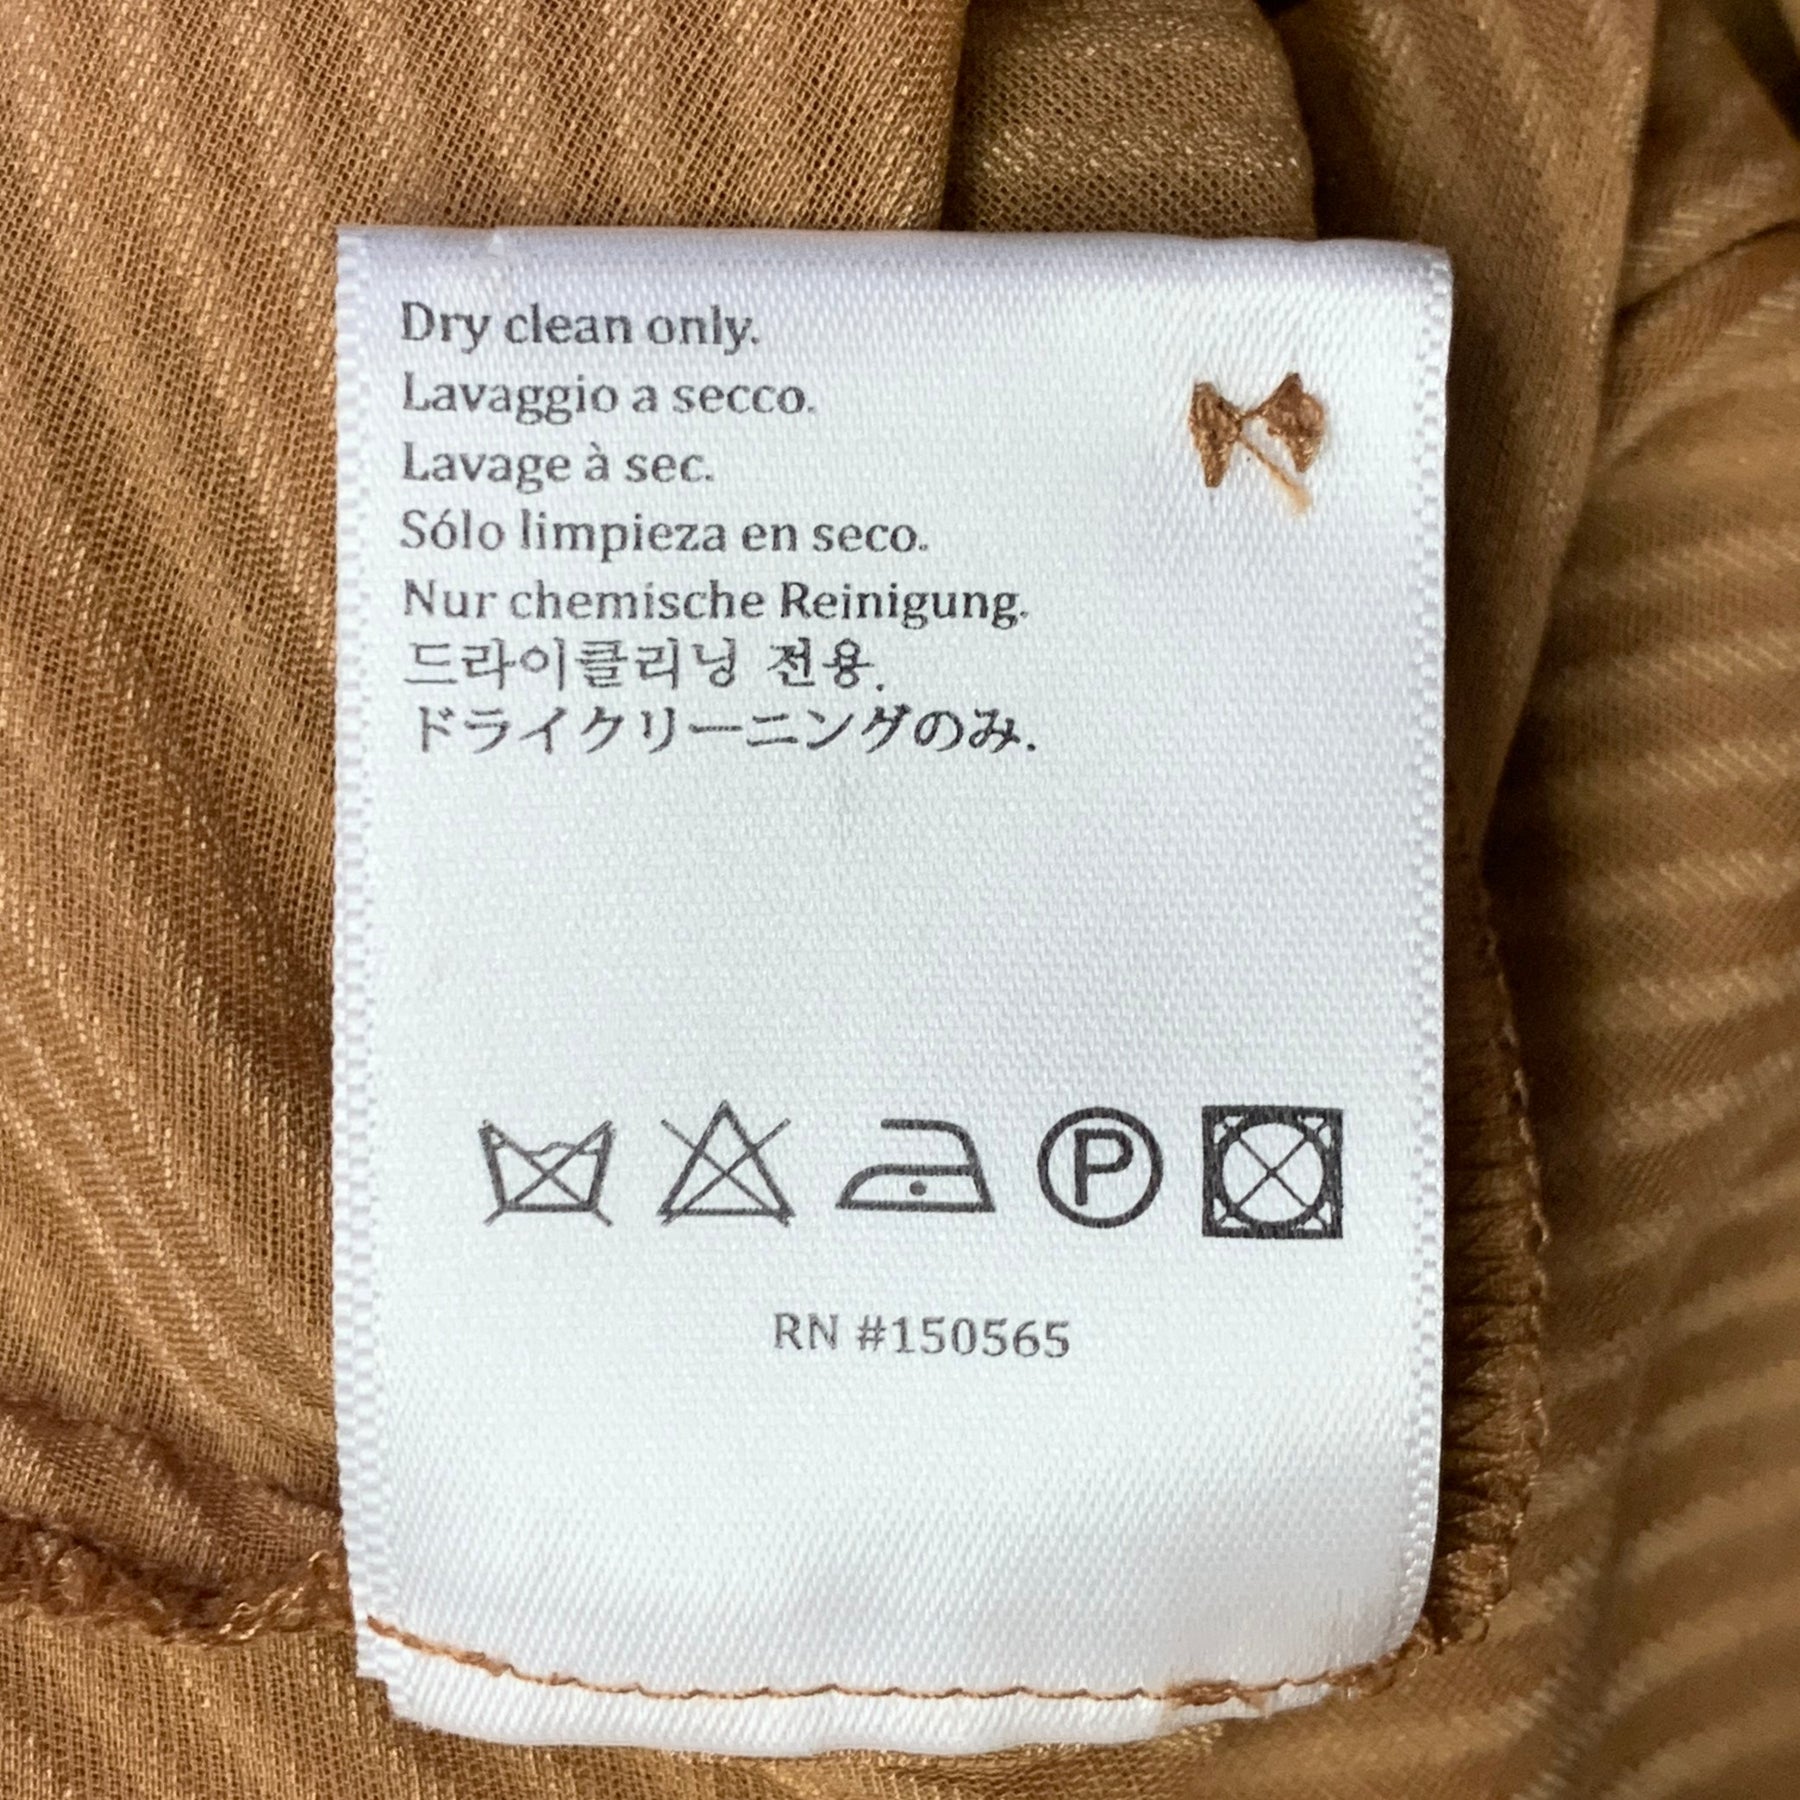 Dry clean only.
Lavaggio a secco.
Lavage à sec.
Sólo limpieza en seco.
Nur chemische Reinigung.
드라이클리닝 전용.
ドライクリーニングのみ.
P
RN #150565